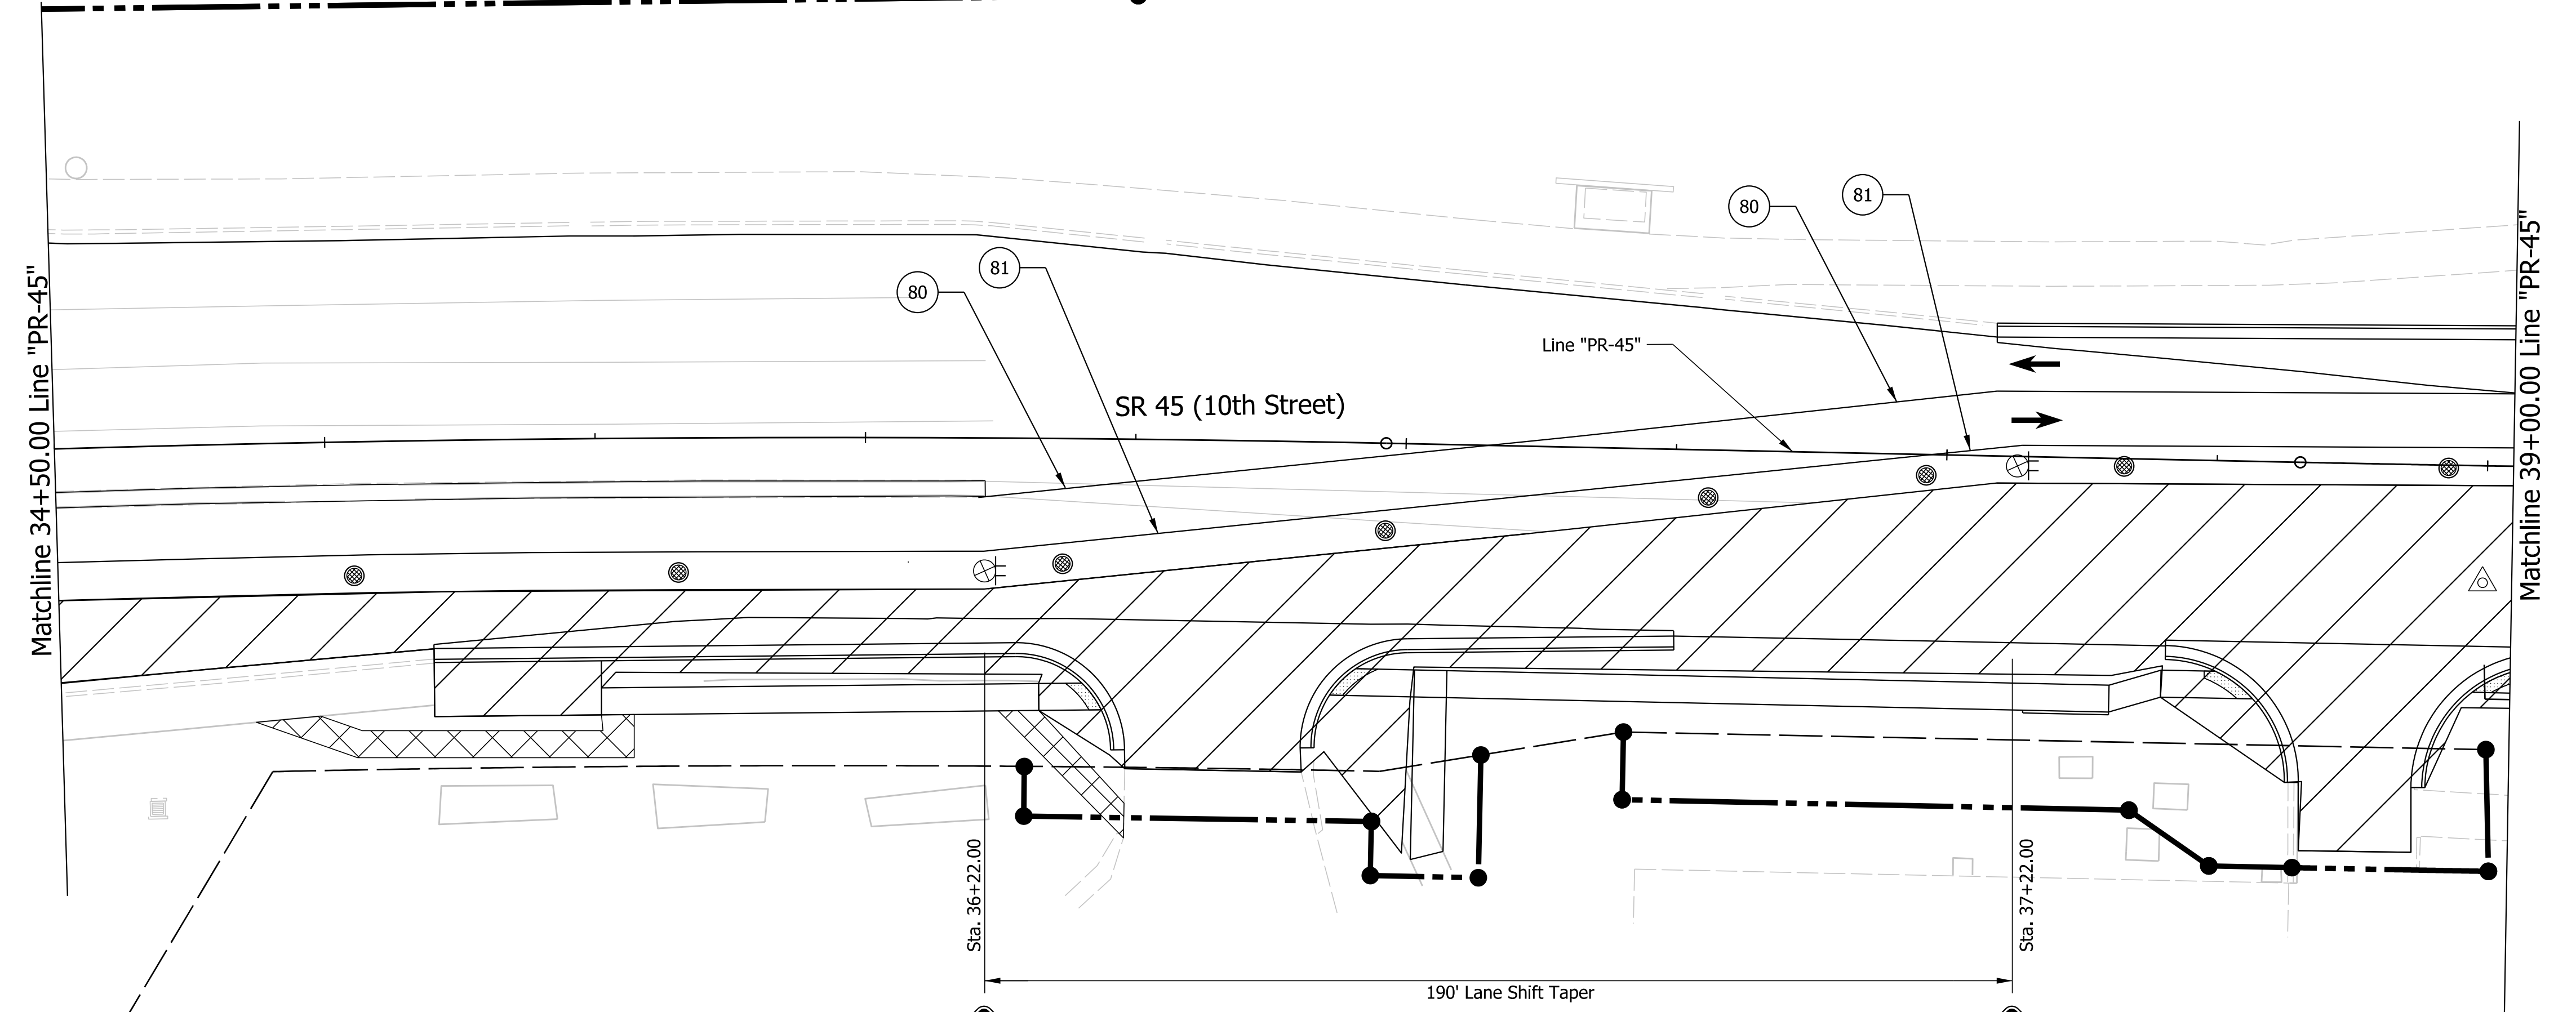 Matchline 34+50.00 Line "PR-45"
80
81
SR 45 (10th Street)
Line "PR-45"
80
81
Matchline 39+00.00 Line "PR-45"
Sta. 36+22.00
Sta. 37+22.00
190' Lane Shift Taper